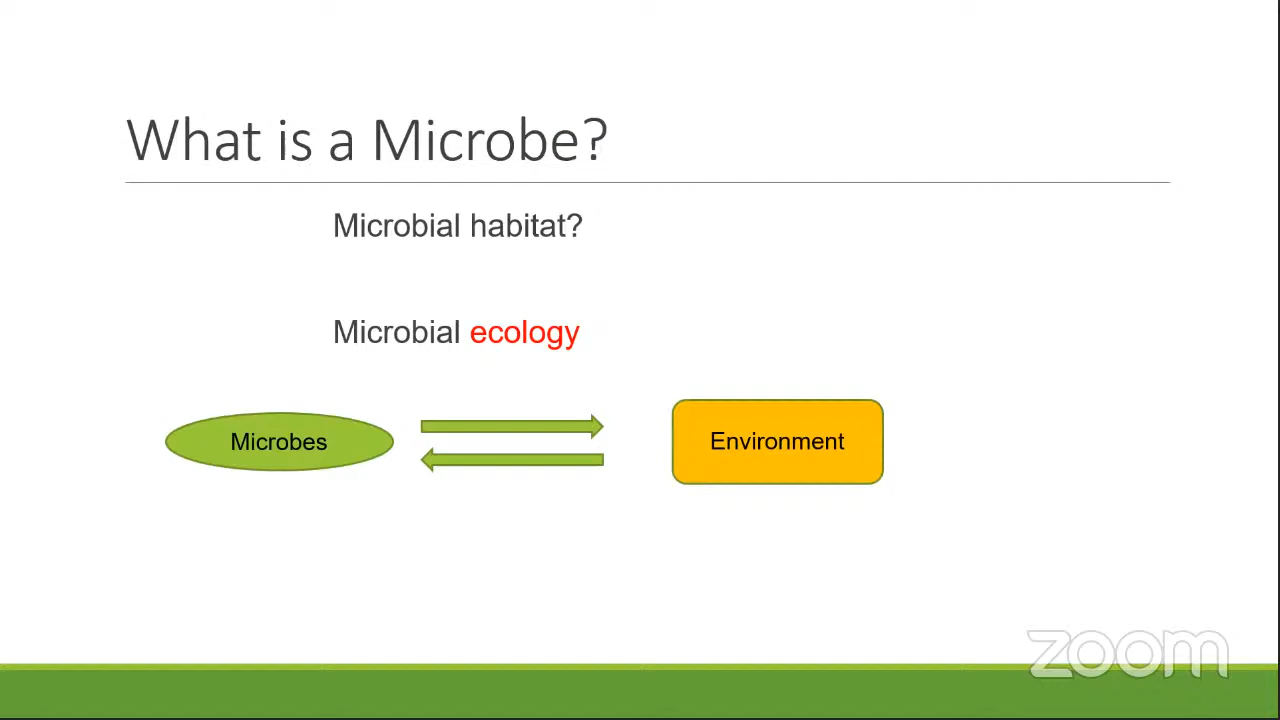 What is a Microbe?
Microbial habitat?
Microbial ecology
Microbes
Environment
zoom